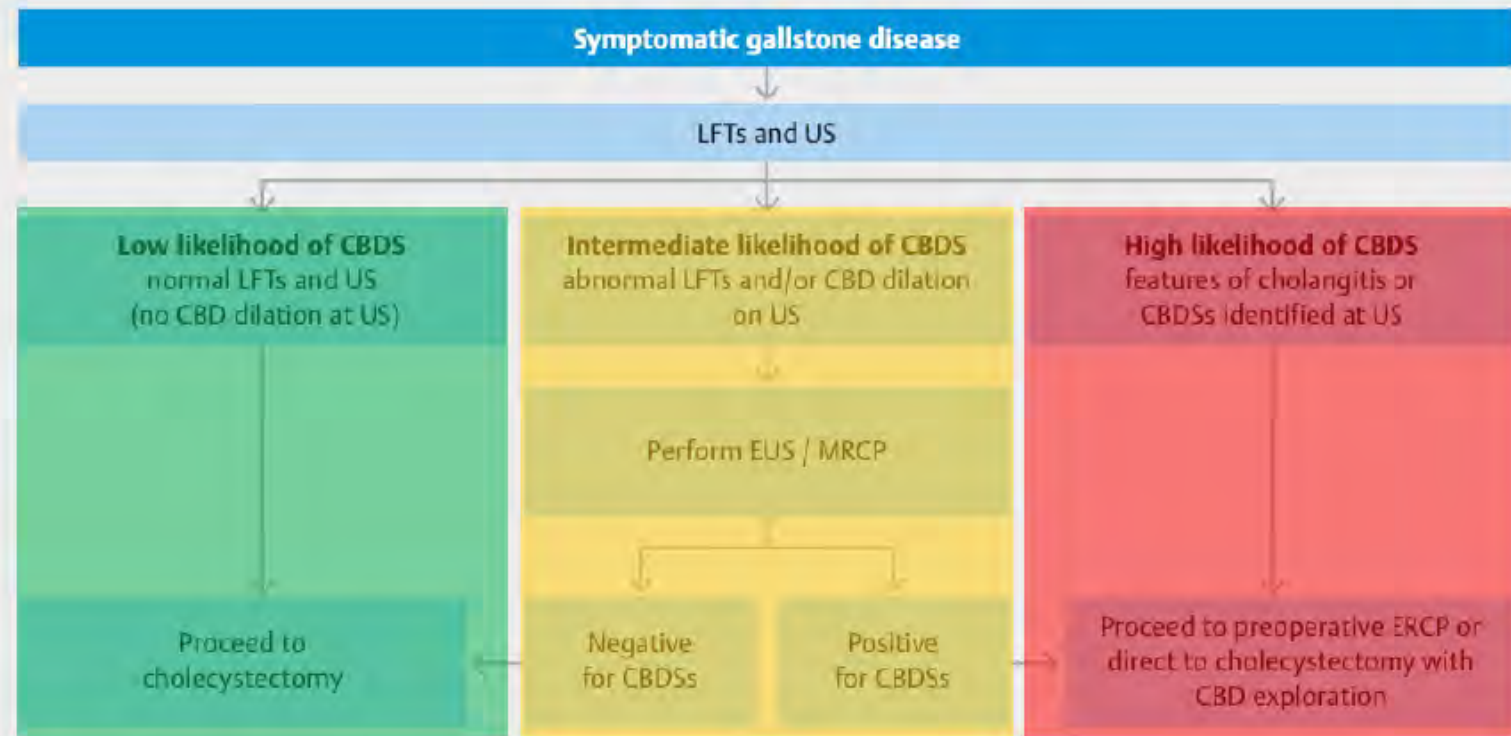 Symptomatic gallstone disease
LFTs and US
Low likelihood of CBDS
normal LFTs and US
(no CBD dilation at US)
Intermediate likelihood of CBDS
abnormal LFTs and/or CBD dilation
on US
High likelihood of CBDS
features of cholangitis or
CBDSs identified at US
Perform EUS / MRCP
Proceed to
cholecystectomy
Negative
for CBDSs
Positive
for CBDSs
Proceed to preoperative ERCP or
direct to cholecystectomy with
CBD exploration